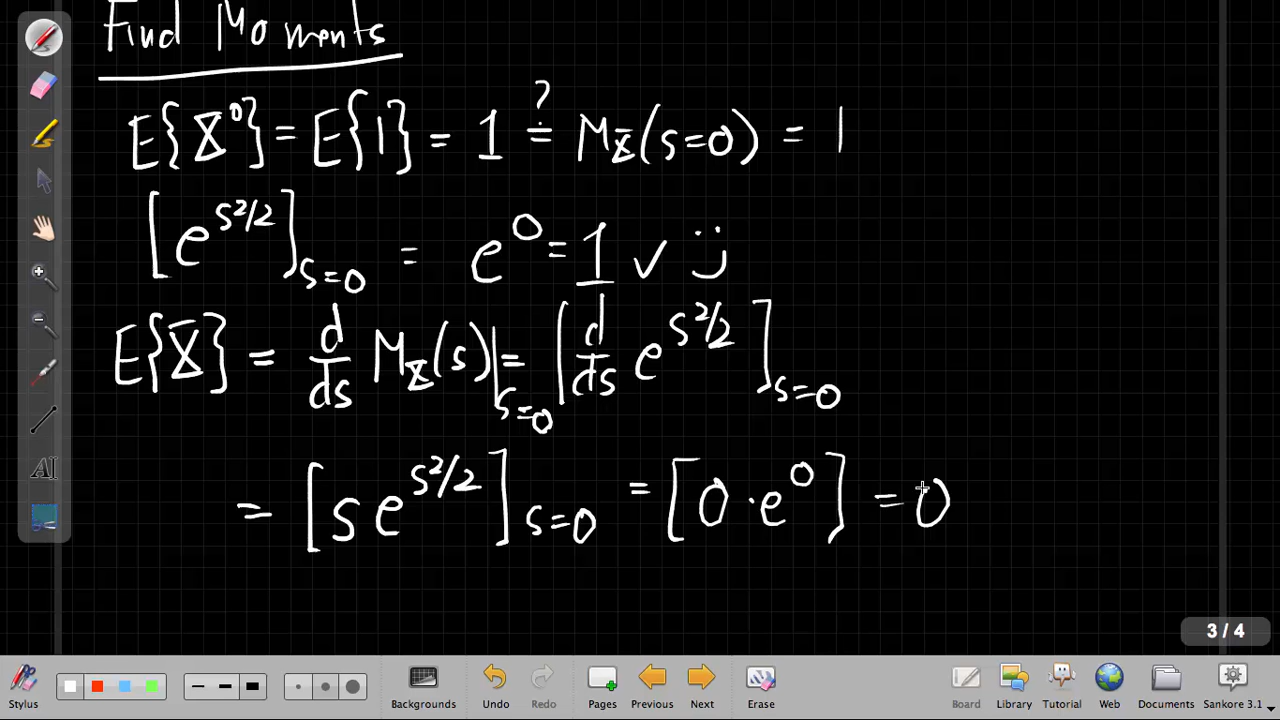 Find Moments
E{X̄⁰} = E{1} = 1 ≟ M_X̄(s=0) = 1
[e^{s²/2}]_{s=0} = e⁰ = 1 ✓ ¨ل
E{X̄} = d/ds M_X̄(s)|_{s=0} = [d/ds e^{s²/2}]_{s=0}
= [s e^{s²/2}]_{s=0} = [0 · e⁰] = 0
3 / 4
Stylus Backgrounds Undo Redo Pages Previous Next Erase Board Library Tutorial Web Documents Sankore 3.1